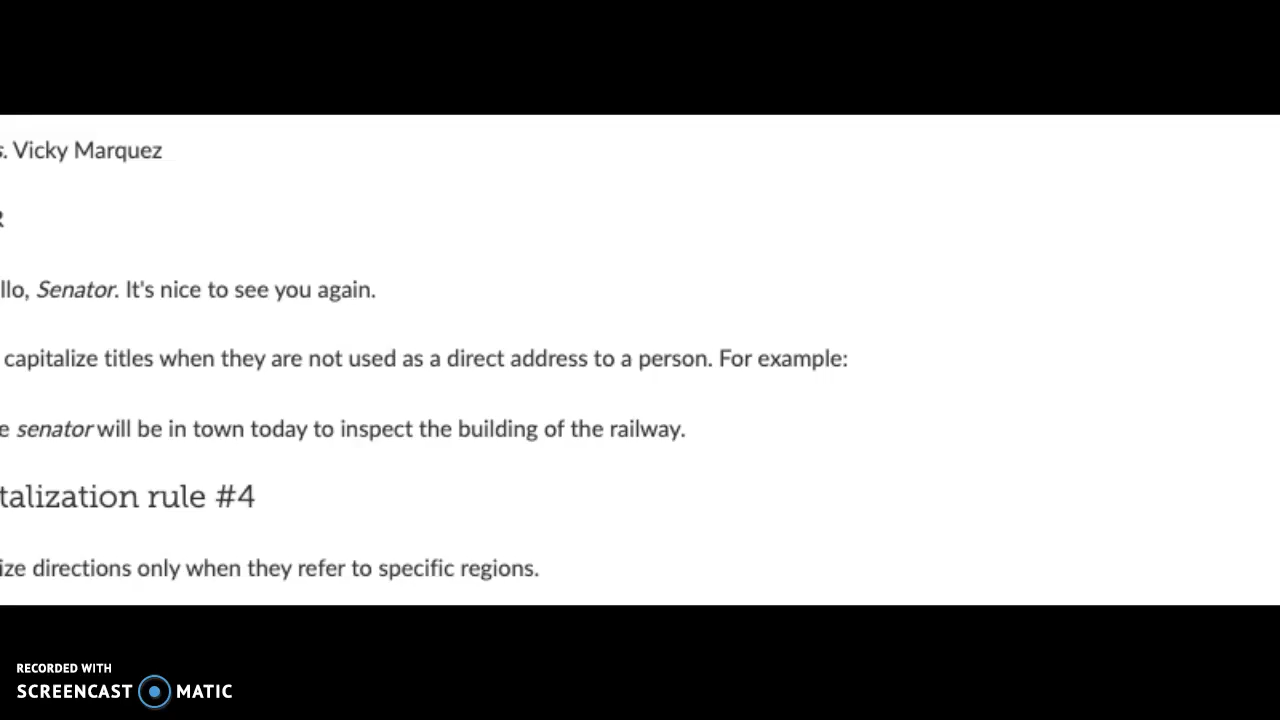 s. Vicky Marquez
R
llo, Senator. It's nice to see you again.
capitalize titles when they are not used as a direct address to a person. For example:
e senator will be in town today to inspect the building of the railway.
talization rule #4
ize directions only when they refer to specific regions.
RECORDED WITH
SCREENCAST MATIC